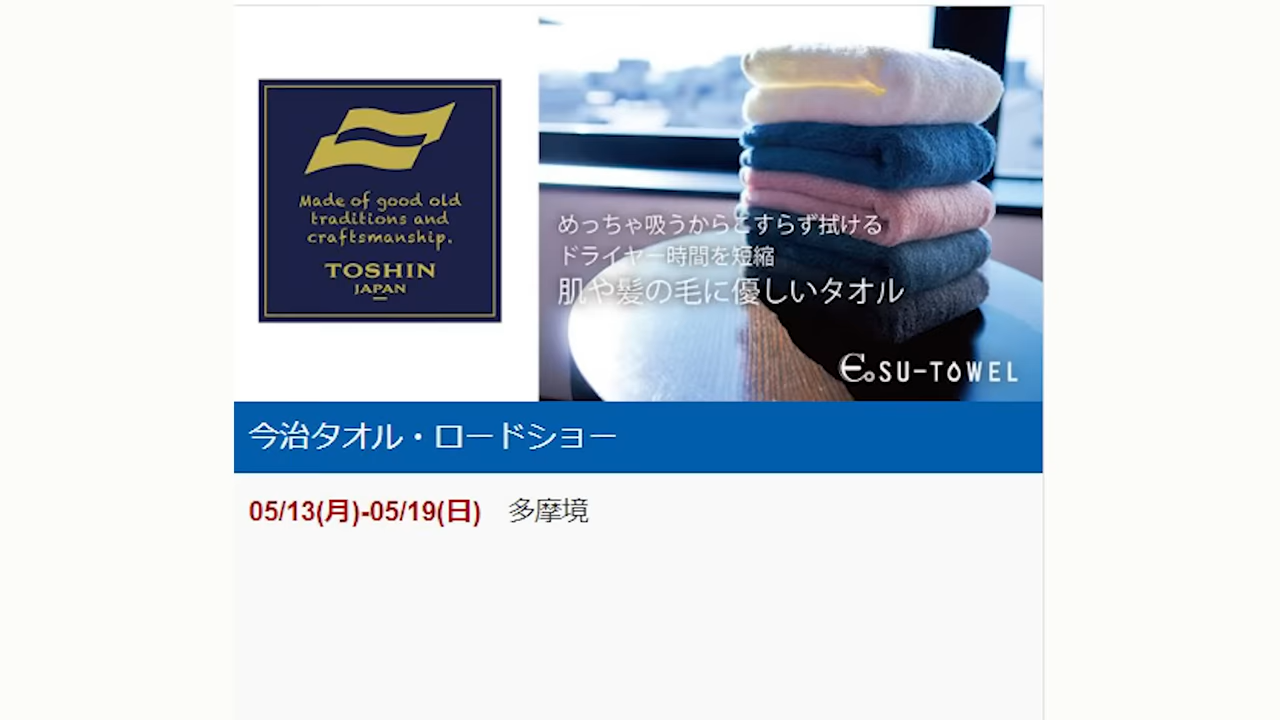 Made of good old
traditions and
craftsmanship.
TOSHIN
JAPAN
めっちゃ吸うからこすらず拭ける
ドライヤー時間を短縮
肌や髪の毛に優しいタオル
E.SU-TOWEL
今治タオル・ロードショー
05/13(月)-05/19(日) 多摩境